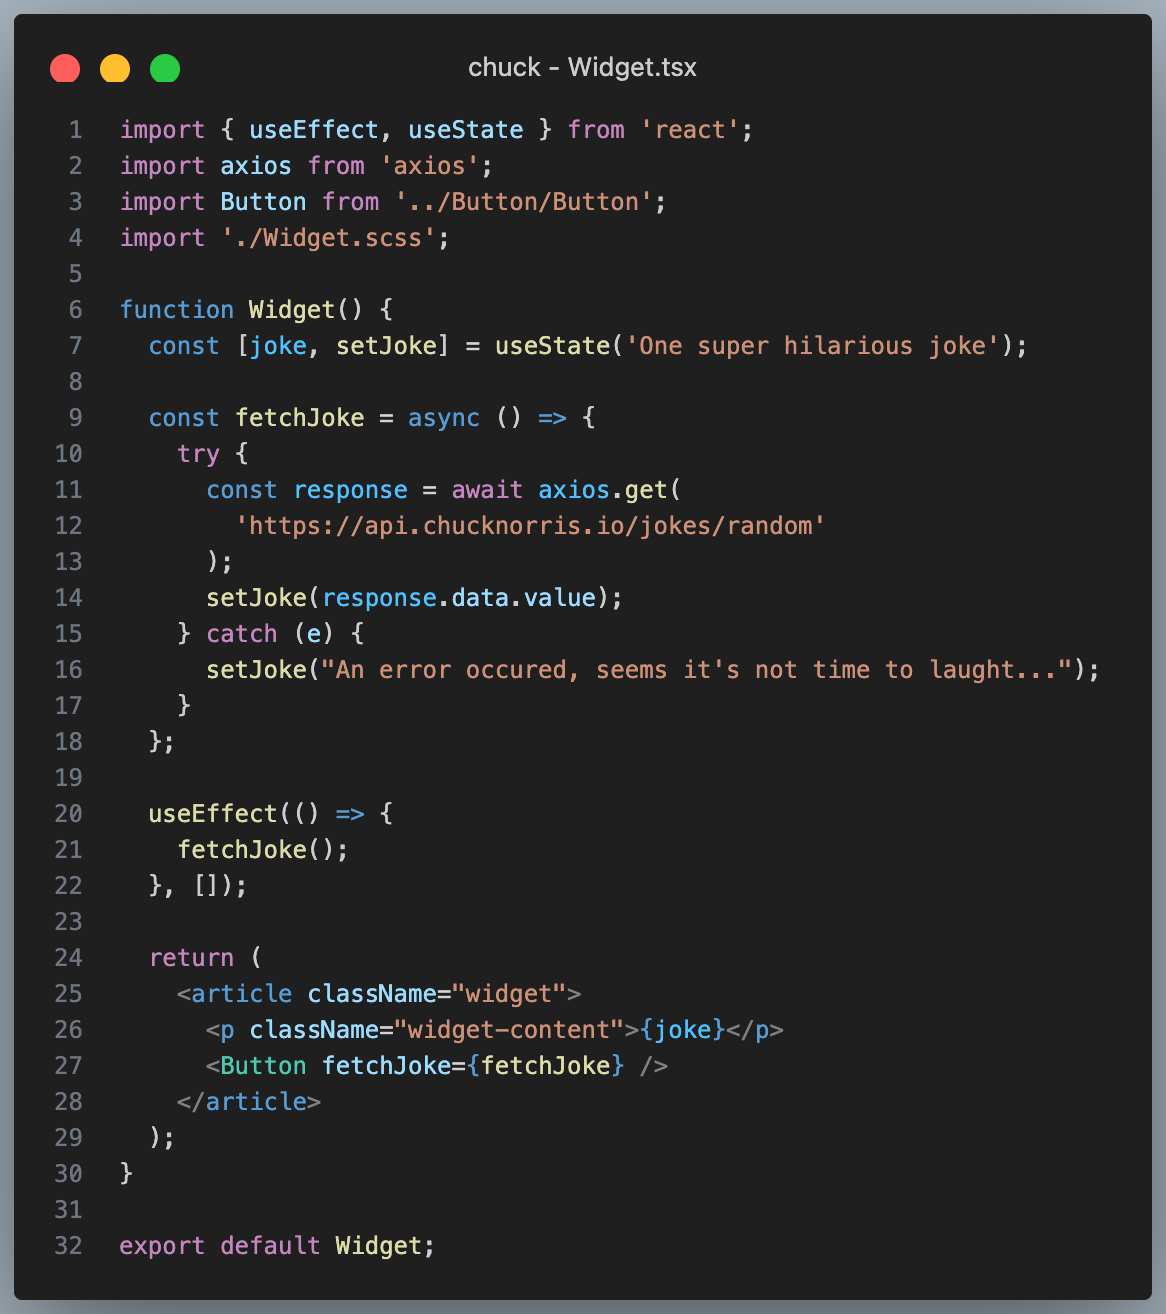 chuck - Widget.tsx
1 import { useEffect, useState } from 'react';
2 import axios from 'axios';
3 import Button from '../Button/Button';
4 import './Widget.scss';
5
6 function Widget() {
7   const [joke, setJoke] = useState('One super hilarious joke');
8
9   const fetchJoke = async () => {
10     try {
11       const response = await axios.get(
12         'https://api.chucknorris.io/jokes/random'
13       );
14       setJoke(response.data.value);
15     } catch (e) {
16       setJoke("An error occured, seems it's not time to laught...");
17     }
18   };
19
20   useEffect(() => {
21     fetchJoke();
22   }, []);
23
24   return (
25     <article className="widget">
26       <p className="widget-content">{joke}</p>
27       <Button fetchJoke={fetchJoke} />
28     </article>
29   );
30 }
31
32 export default Widget;